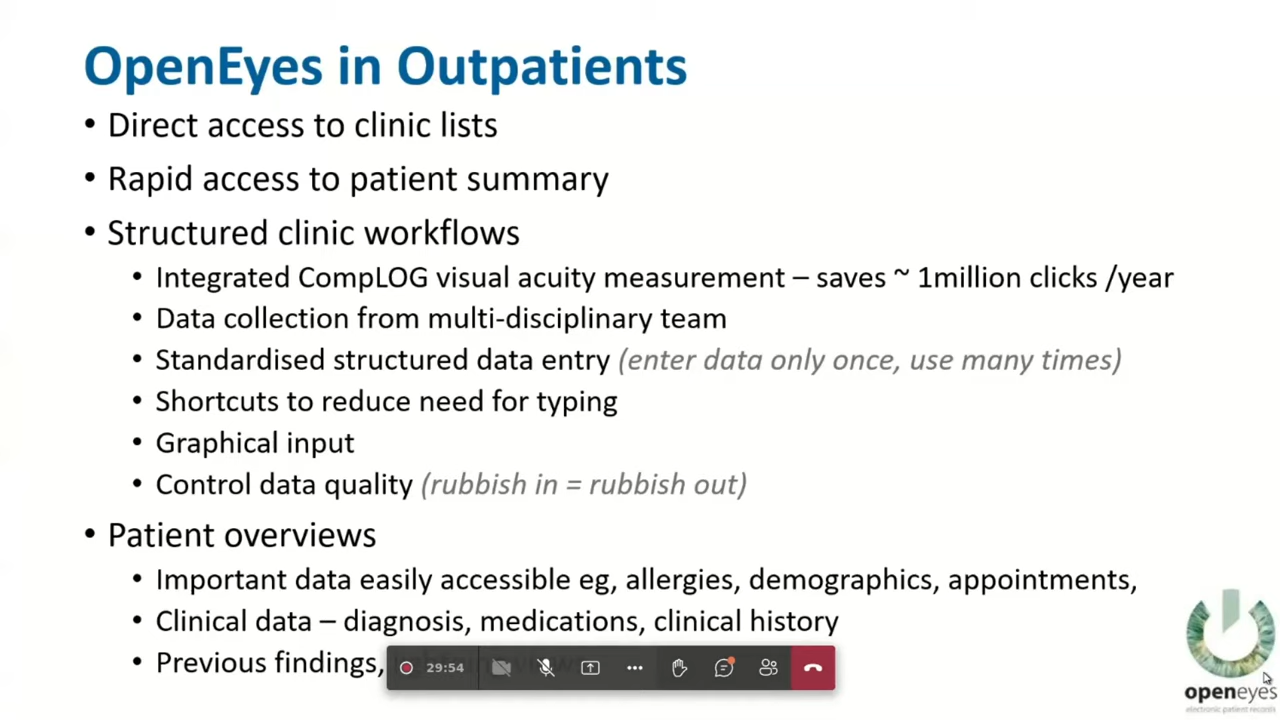 OpenEyes in Outpatients
• Direct access to clinic lists
• Rapid access to patient summary
• Structured clinic workflows
• Integrated CompLOG visual acuity measurement – saves ~ 1million clicks /year
• Data collection from multi-disciplinary team
• Standardised structured data entry (enter data only once, use many times)
• Shortcuts to reduce need for typing
• Graphical input
• Control data quality (rubbish in = rubbish out)
• Patient overviews
• Important data easily accessible eg, allergies, demographics, appointments,
• Clinical data – diagnosis, medications, clinical history
• Previous findings,
29:54
openeyes
electronic patient records